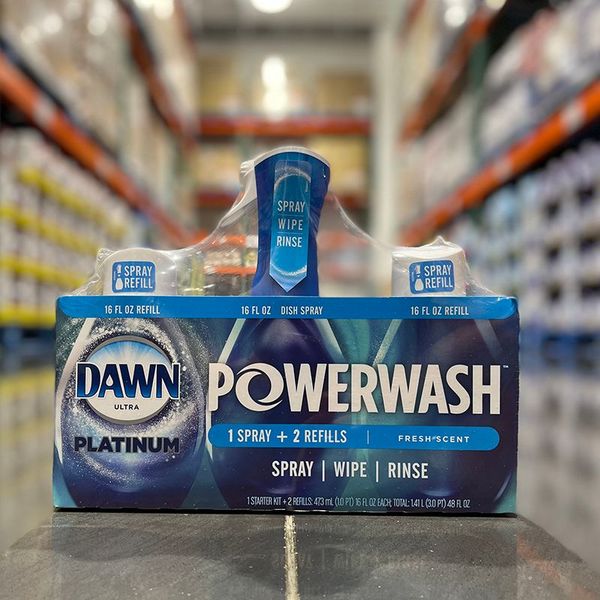 SPRAY
WIPE
RINSE
SPRAY
REFILL
SPRAY
REFILL
16 FL OZ REFILL
16 FL OZ DISH SPRAY
16 FL OZ REFILL
DAWN
ULTRA
PLATINUM
POWERWASH™
1 SPRAY + 2 REFILLS | FRESH SCENT
SPRAY | WIPE | RINSE
1 STARTER KIT + 2 REFILLS: 473 mL (1.0 PT) 16 FL OZ EACH; TOTAL: 1.41 L (3.0 PT) 48 FL OZ